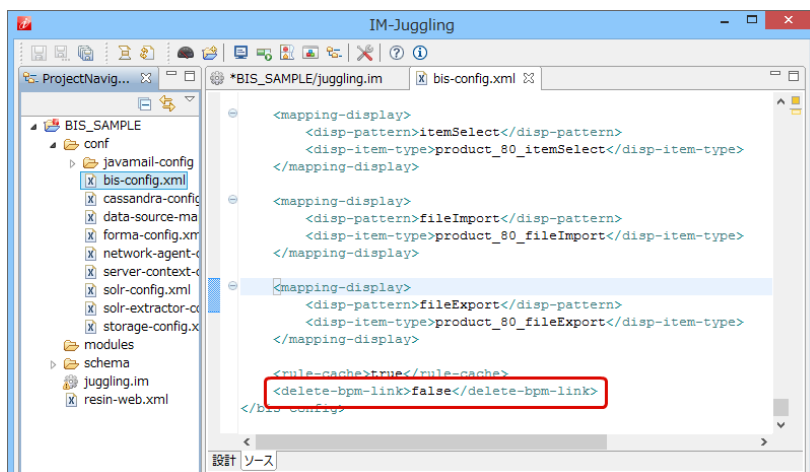 IM-Juggling
ProjectNavig...
*BIS_SAMPLE/juggling.im
bis-config.xml
BIS_SAMPLE
conf
javamail-config
bis-config.xml
cassandra-config
data-source-ma
forma-config.xm
network-agent-c
server-context-c
solr-config.xml
solr-extractor-co
storage-config.x
modules
schema
juggling.im
resin-web.xml
<mapping-display>
<disp-pattern>itemSelect</disp-pattern>
<disp-item-type>product_80_itemSelect</disp-item-type>
</mapping-display>
<mapping-display>
<disp-pattern>fileImport</disp-pattern>
<disp-item-type>product_80_fileImport</disp-item-type>
</mapping-display>
<mapping-display>
<disp-pattern>fileExport</disp-pattern>
<disp-item-type>product_80_fileExport</disp-item-type>
</mapping-display>
<rule-cache>true</rule-cache>
<delete-bpm-link>false</delete-bpm-link>
</bis-config>
設計 ソース